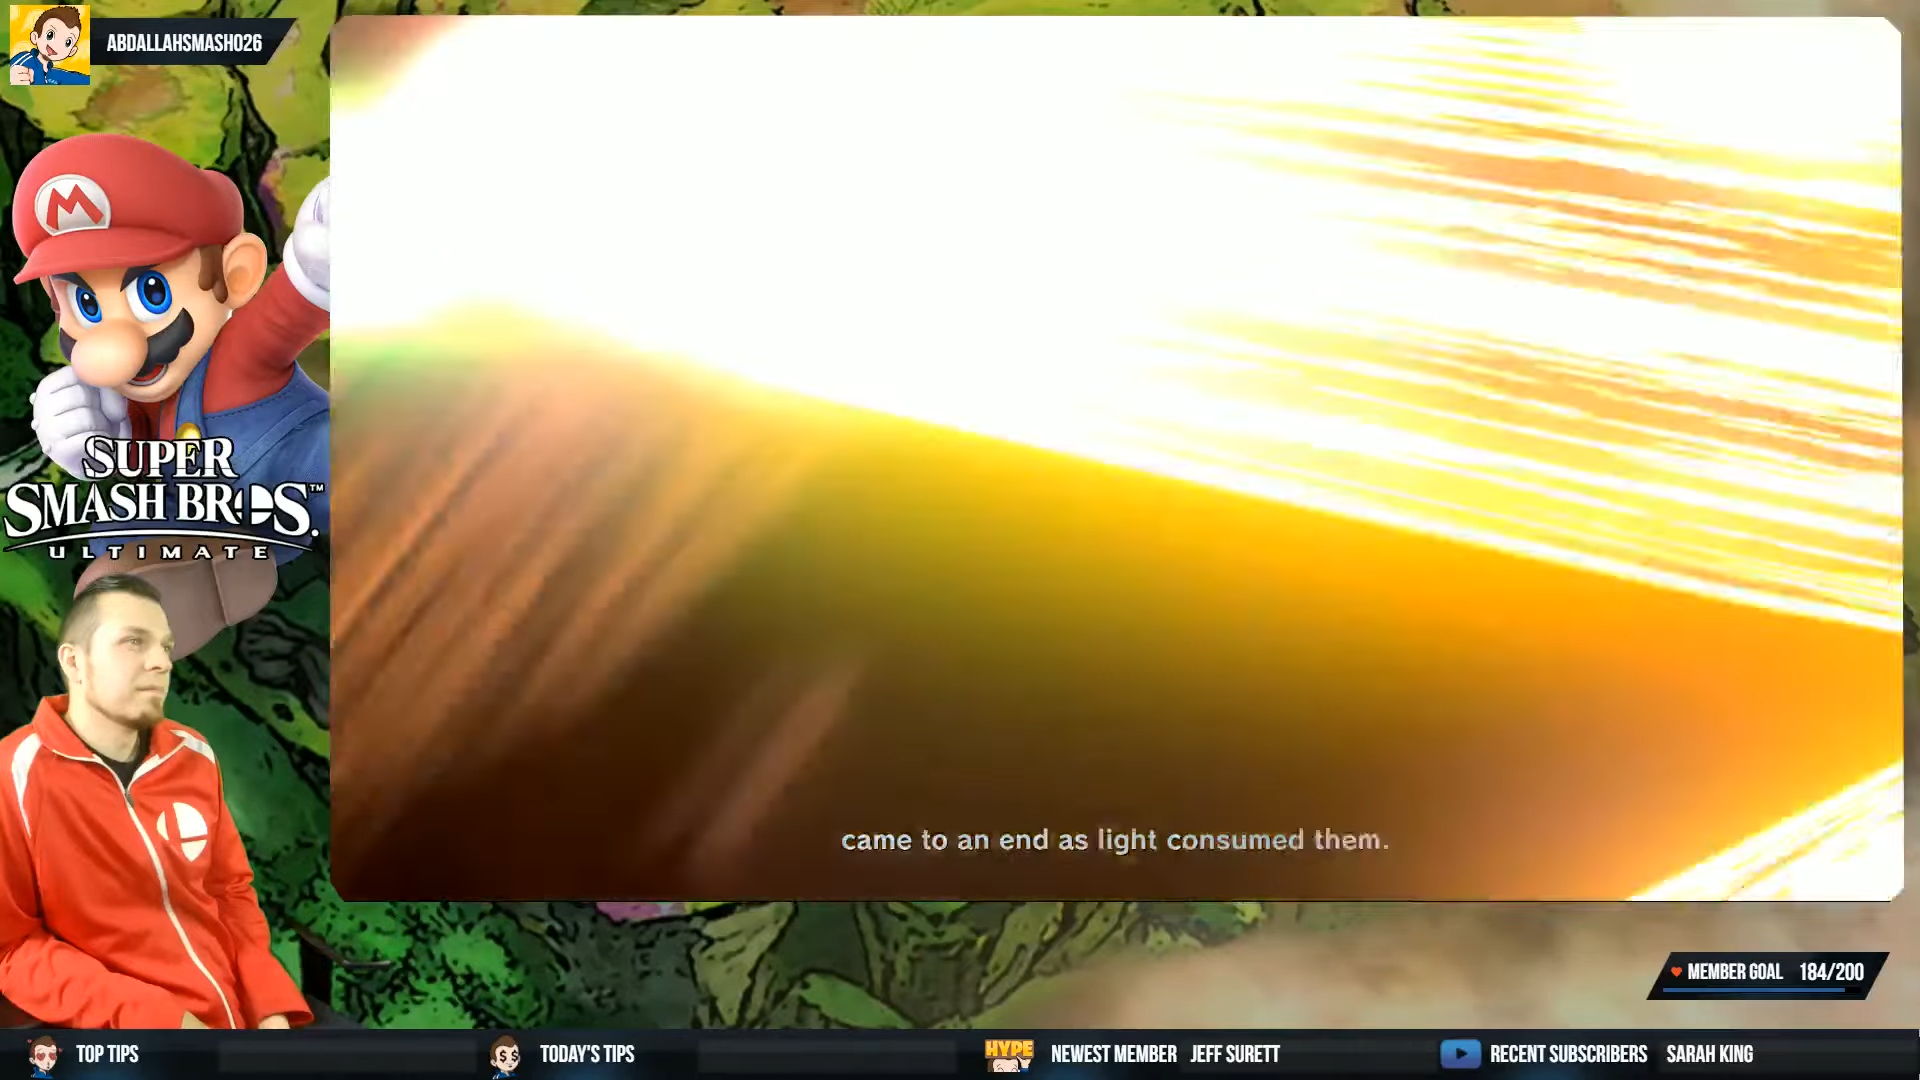 ABDALLAHSMASH026
M
SUPER
SMASH BROS.™
ULTIMATE
came to an end as light consumed them.
MEMBER GOAL 184/200
TOP TIPS
TODAY'S TIPS
HYPE
NEWEST MEMBER JEFF SURETT
RECENT SUBSCRIBERS SARAH KING